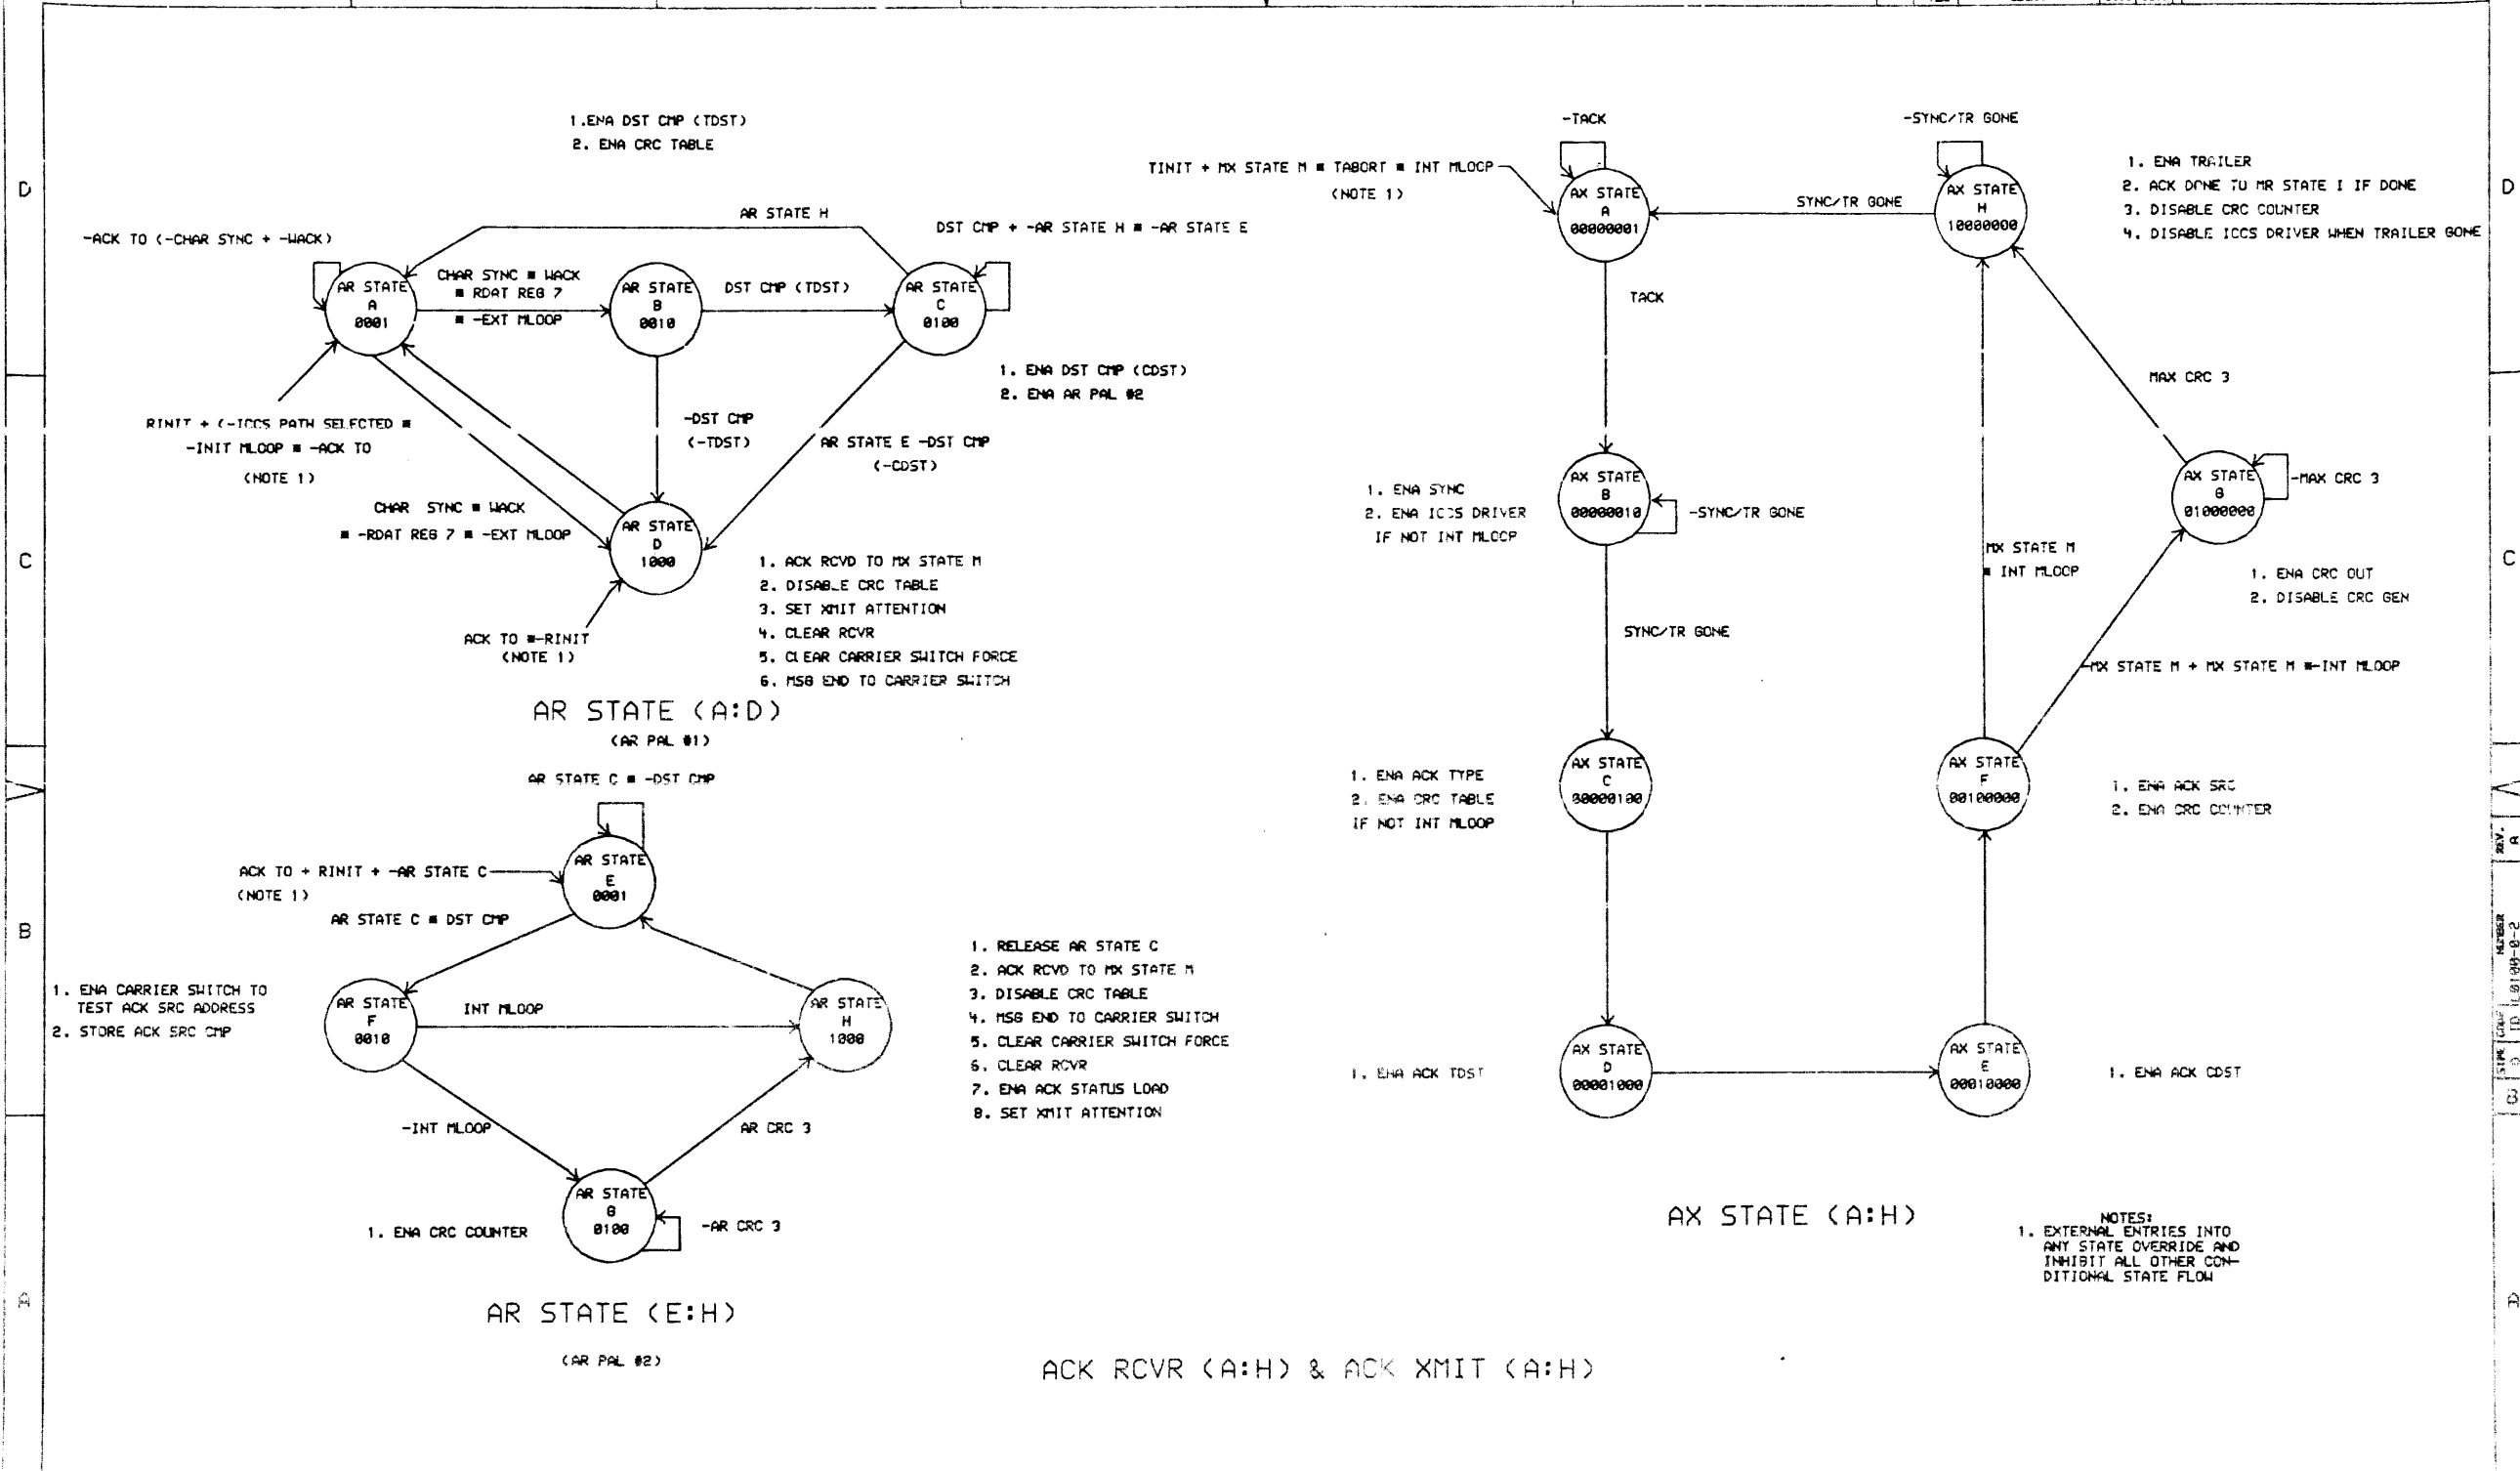 1.ENA DST CMP (TDST)
2. ENA CRC TABLE
AR STATE H
-ACK TO (-CHAR SYNC + -WACK)
DST CMP + -AR STATE H ■ -AR STATE E
AR STATE
A
0001
CHAR SYNC ■ WACK
■ RDAT REG 7
■ -EXT MLOOP
AR STATE
B
0010
DST CMP (TDST)
AR STATE
C
0100
1. ENA DST CMP (CDST)
2. ENA AR PAL #2
RINIT + (-ICCS PATH SELECTED ■
-INIT MLOOP ■ -ACK TO
(NOTE 1)
-DST CMP
(-TDST)
AR STATE E -DST CMP
(-CDST)
CHAR SYNC ■ WACK
■ -RDAT REG 7 ■ -EXT MLOOP
AR STATE
D
1000
ACK TO ■-RINIT
(NOTE 1)
1. ACK RCVD TO MX STATE M
2. DISABLE CRC TABLE
3. SET XMIT ATTENTION
4. CLEAR RCVR
5. CLEAR CARRIER SWITCH FORCE
6. MSG END TO CARRIER SWITCH
AR STATE (A:D)
(AR PAL #1)
AR STATE C ■ -DST CMP
AR STATE
E
0001
ACK TO + RINIT + -AR STATE C
(NOTE 1)
AR STATE C ■ DST CMP
1. ENA CARRIER SWITCH TO
TEST ACK SRC ADDRESS
2. STORE ACK SRC CMP
AR STATE
F
0010
INT MLOOP
AR STATE
H
1000
1. RELEASE AR STATE C
2. ACK RCVD TO MX STATE M
3. DISABLE CRC TABLE
4. MSG END TO CARRIER SWITCH
5. CLEAR CARRIER SWITCH FORCE
6. CLEAR RCVR
7. ENA ACK STATUS LOAD
8. SET XMIT ATTENTION
-INT MLOOP
AR CRC 3
AR STATE
G
0100
1. ENA CRC COUNTER
-AR CRC 3
AR STATE (E:H)
(AR PAL #2)
-TACK
-SYNC/TR GONE
TINIT + MX STATE M ■ TABORT ■ INT MLOOP
(NOTE 1)
AX STATE
A
00000001
SYNC/TR GONE
AX STATE
H
10000000
1. ENA TRAILER
2. ACK DONE TO MR STATE I IF DONE
3. DISABLE CRC COUNTER
4. DISABLE ICCS DRIVER WHEN TRAILER GONE
TACK
MAX CRC 3
1. ENA SYNC
2. ENA ICCS DRIVER
IF NOT INT MLOOP
AX STATE
B
00000010
-SYNC/TR GONE
AX STATE
G
01000000
-MAX CRC 3
MX STATE M
■ INT MLOOP
1. ENA CRC OUT
2. DISABLE CRC GEN
SYNC/TR GONE
-MX STATE M + MX STATE M ■-INT MLOOP
1. ENA ACK TYPE
2. ENA CRC TABLE
IF NOT INT MLOOP
AX STATE
C
00000100
AX STATE
F
00100000
1. ENA ACK SRC
2. ENA CRC COUNTER
1. ENA ACK TDST
AX STATE
D
00001000
AX STATE
E
00010000
1. ENA ACK CDST
AX STATE (A:H)
NOTES:
1. EXTERNAL ENTRIES INTO
ANY STATE OVERRIDE AND
INHIBIT ALL OTHER CON-
DITIONAL STATE FLOW
ACK RCVR (A:H) & ACK XMIT (A:H)
D
C
B
A
D
C
B
A
REV.
A
NUMBER
L0100-0-2
SIZE
CODE
D